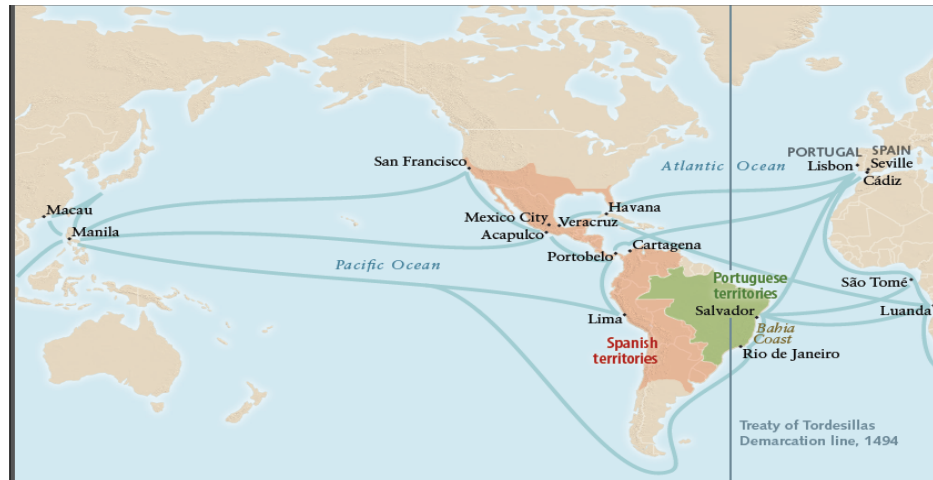 PORTUGAL
SPAIN
Lisbon
Seville
Cádiz
San Francisco
Atlantic Ocean
Macau
Manila
Mexico City
Acapulco
Veracruz
Havana
Portobelo
Cartagena
Pacific Ocean
Portuguese
territories
São Tomé
Luanda
Lima
Salvador
Bahia
Coast
Spanish
territories
Rio de Janeiro
Treaty of Tordesillas
Demarcation line, 1494